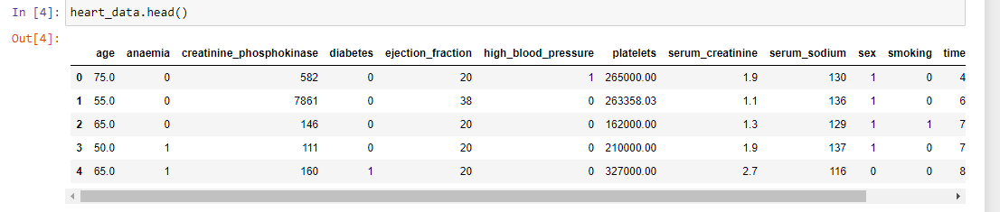 In [4]: heart_data.head()
Out[4]:
age anaemia creatinine_phosphokinase diabetes ejection_fraction high_blood_pressure platelets serum_creatinine serum_sodium sex smoking time
0 75.0 0 582 0 20 1 265000.00 1.9 130 1 0 4
1 55.0 0 7861 0 38 0 263358.03 1.1 136 1 0 6
2 65.0 0 146 0 20 0 162000.00 1.3 129 1 1 7
3 50.0 1 111 0 20 0 210000.00 1.9 137 1 0 7
4 65.0 1 160 1 20 0 327000.00 2.7 116 0 0 8